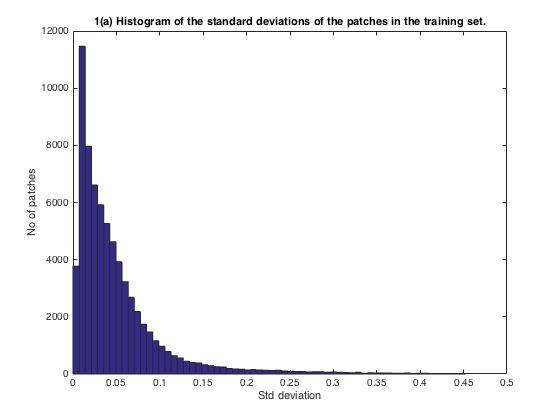 1(a) Histogram of the standard deviations of the patches in the training set.
12000
10000
8000
6000
4000
2000
0
No of patches
0 0.05 0.1 0.15 0.2 0.25 0.3 0.35 0.4 0.45 0.5
Std deviation